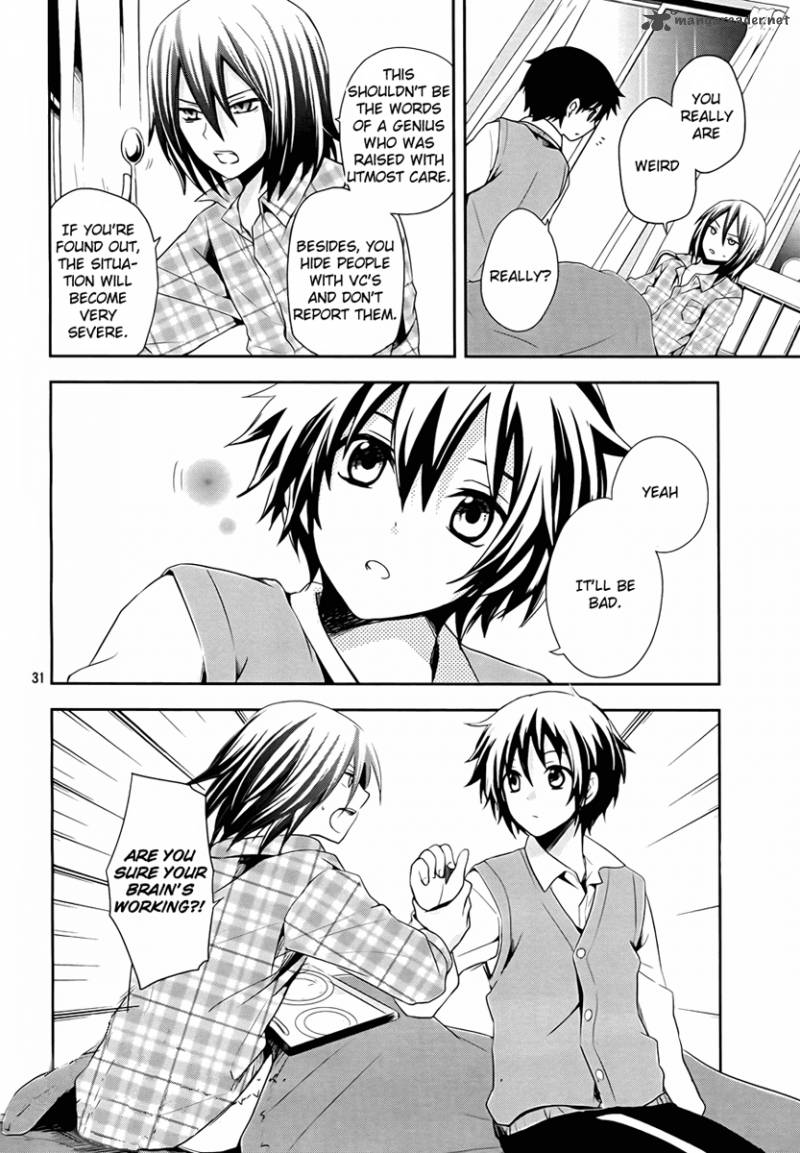 mangareader.net
YOU
REALLY ARE
WEIRD
REALLY?
THIS
SHOULDN'T BE
THE WORDS
OF A GENIUS
WHO WAS
RAISED WITH
UTMOST CARE.
BESIDES, YOU
HIDE PEOPLE
WITH VC'S
AND DON'T
REPORT THEM.
IF YOU'RE
FOUND OUT,
THE SITUA-
TION WILL
BECOME
VERY
SEVERE.
YEAH
IT'LL BE
BAD.
31
ARE YOU
SURE YOUR
BRAIN'S
WORKING?!